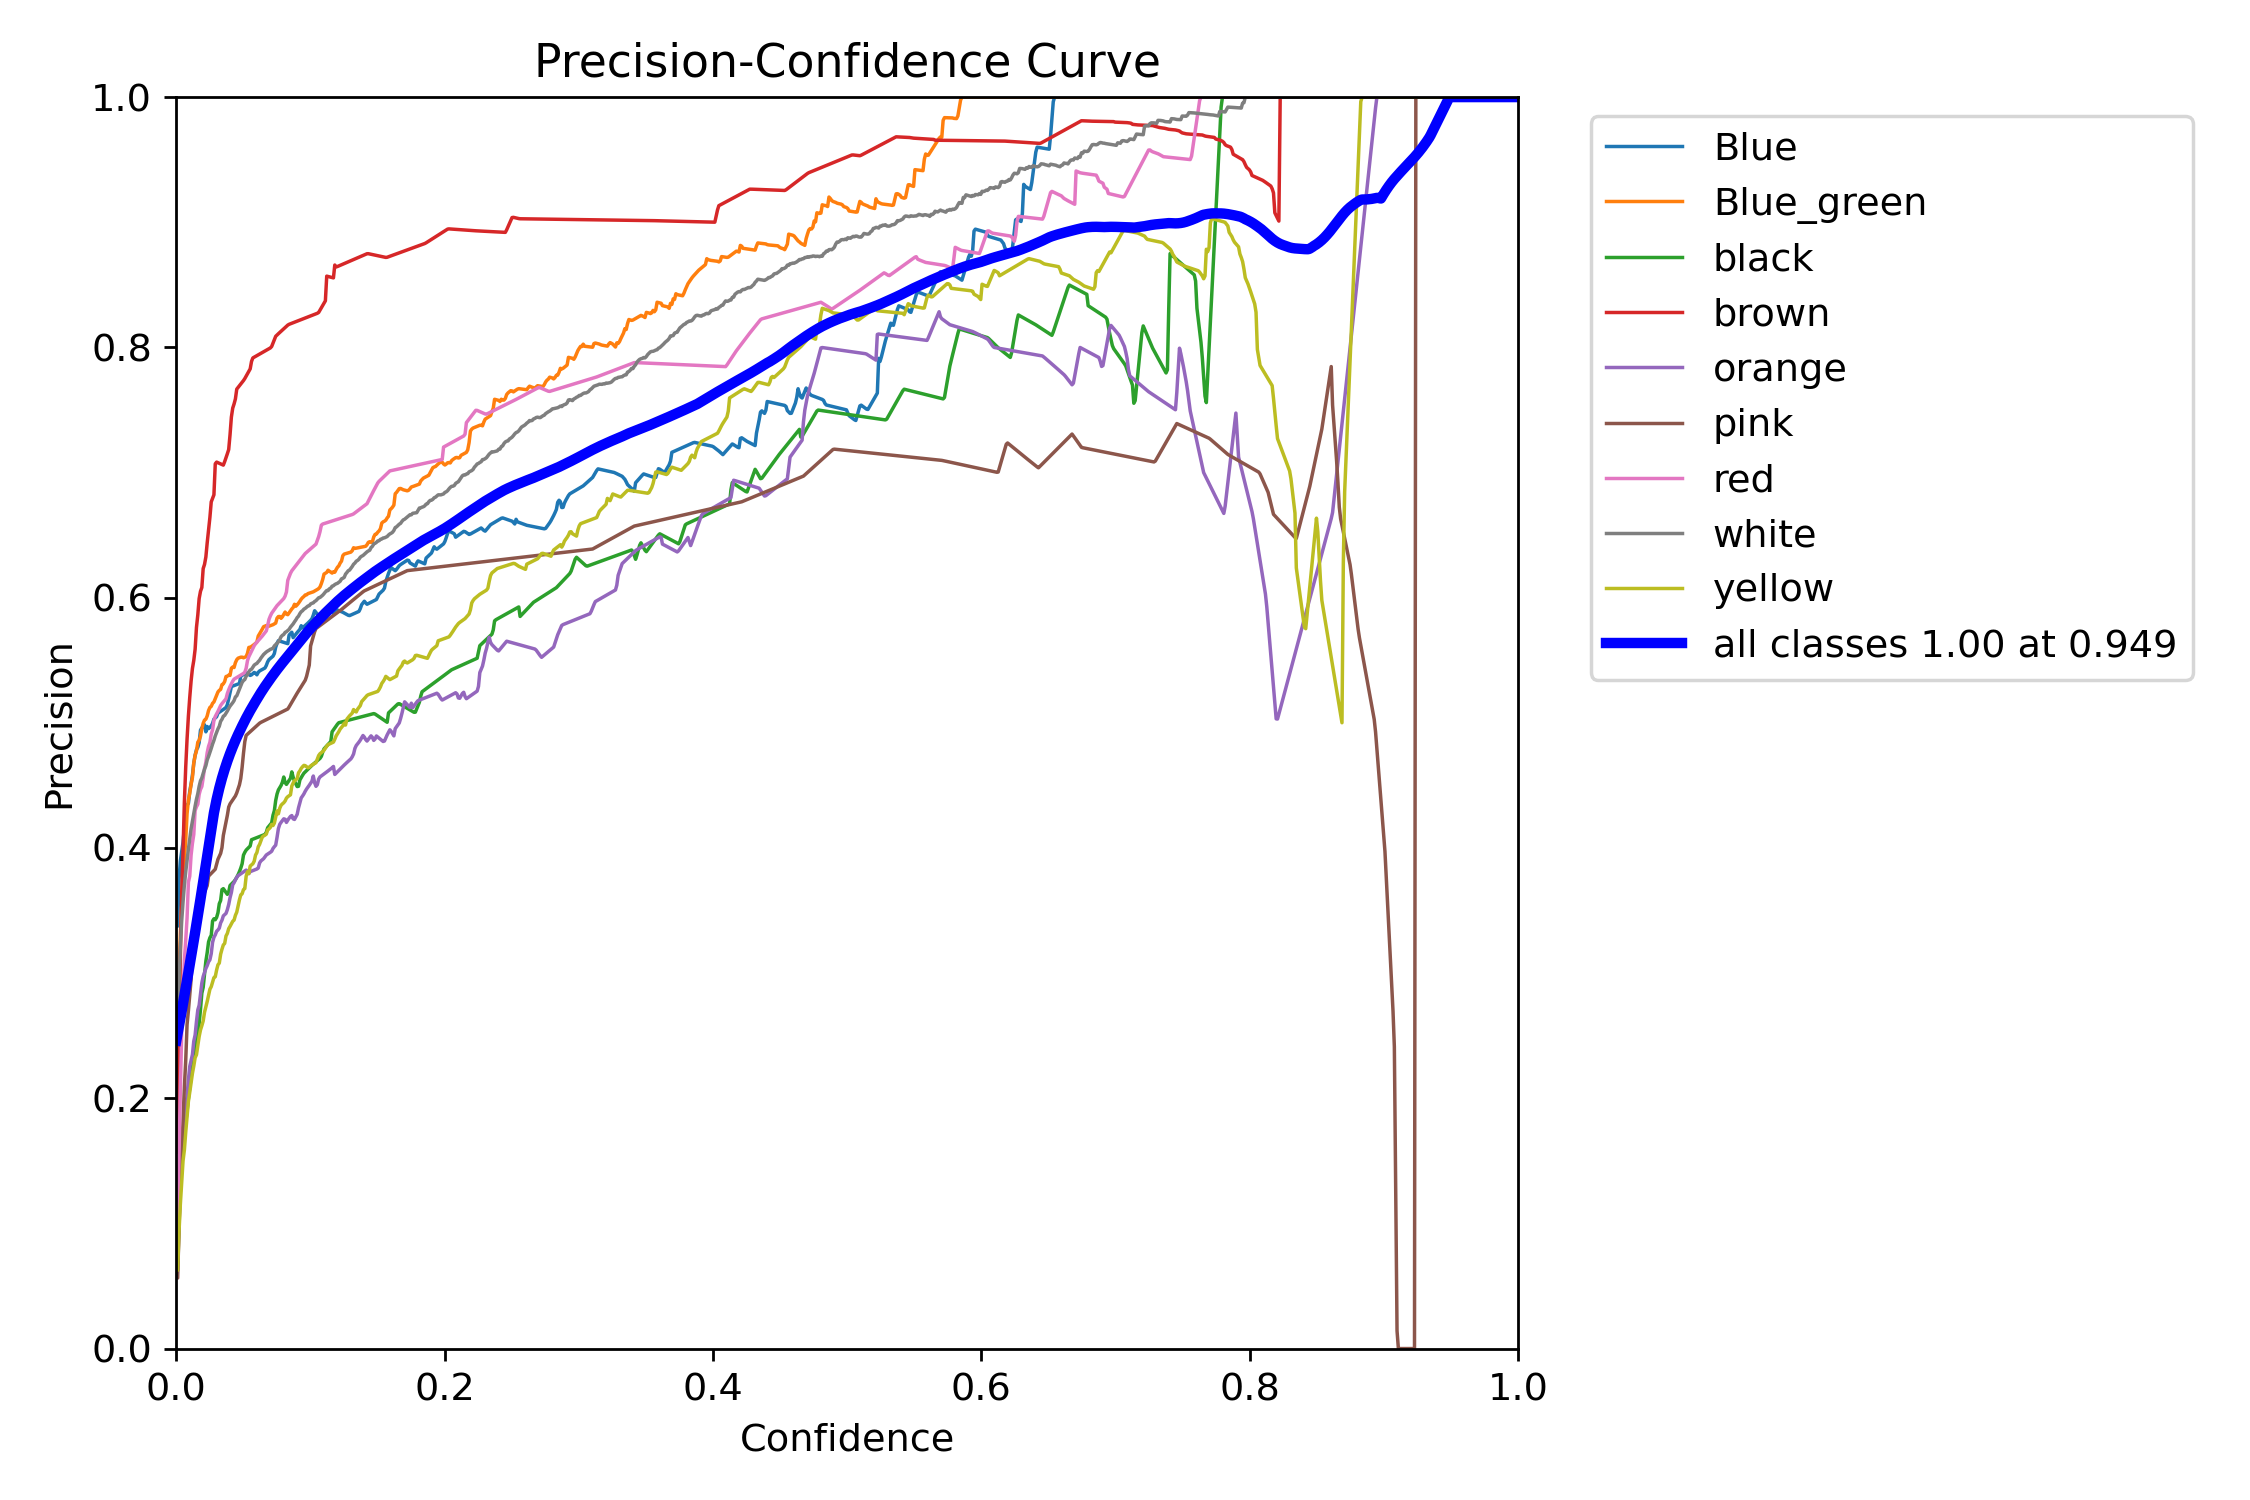 Precision-Confidence Curve
1.0
0.8
0.6
0.4
0.2
0.0
Precision
0.0 0.2 0.4 0.6 0.8 1.0
Confidence
Blue
Blue_green
black
brown
orange
pink
red
white
yellow
all classes 1.00 at 0.949